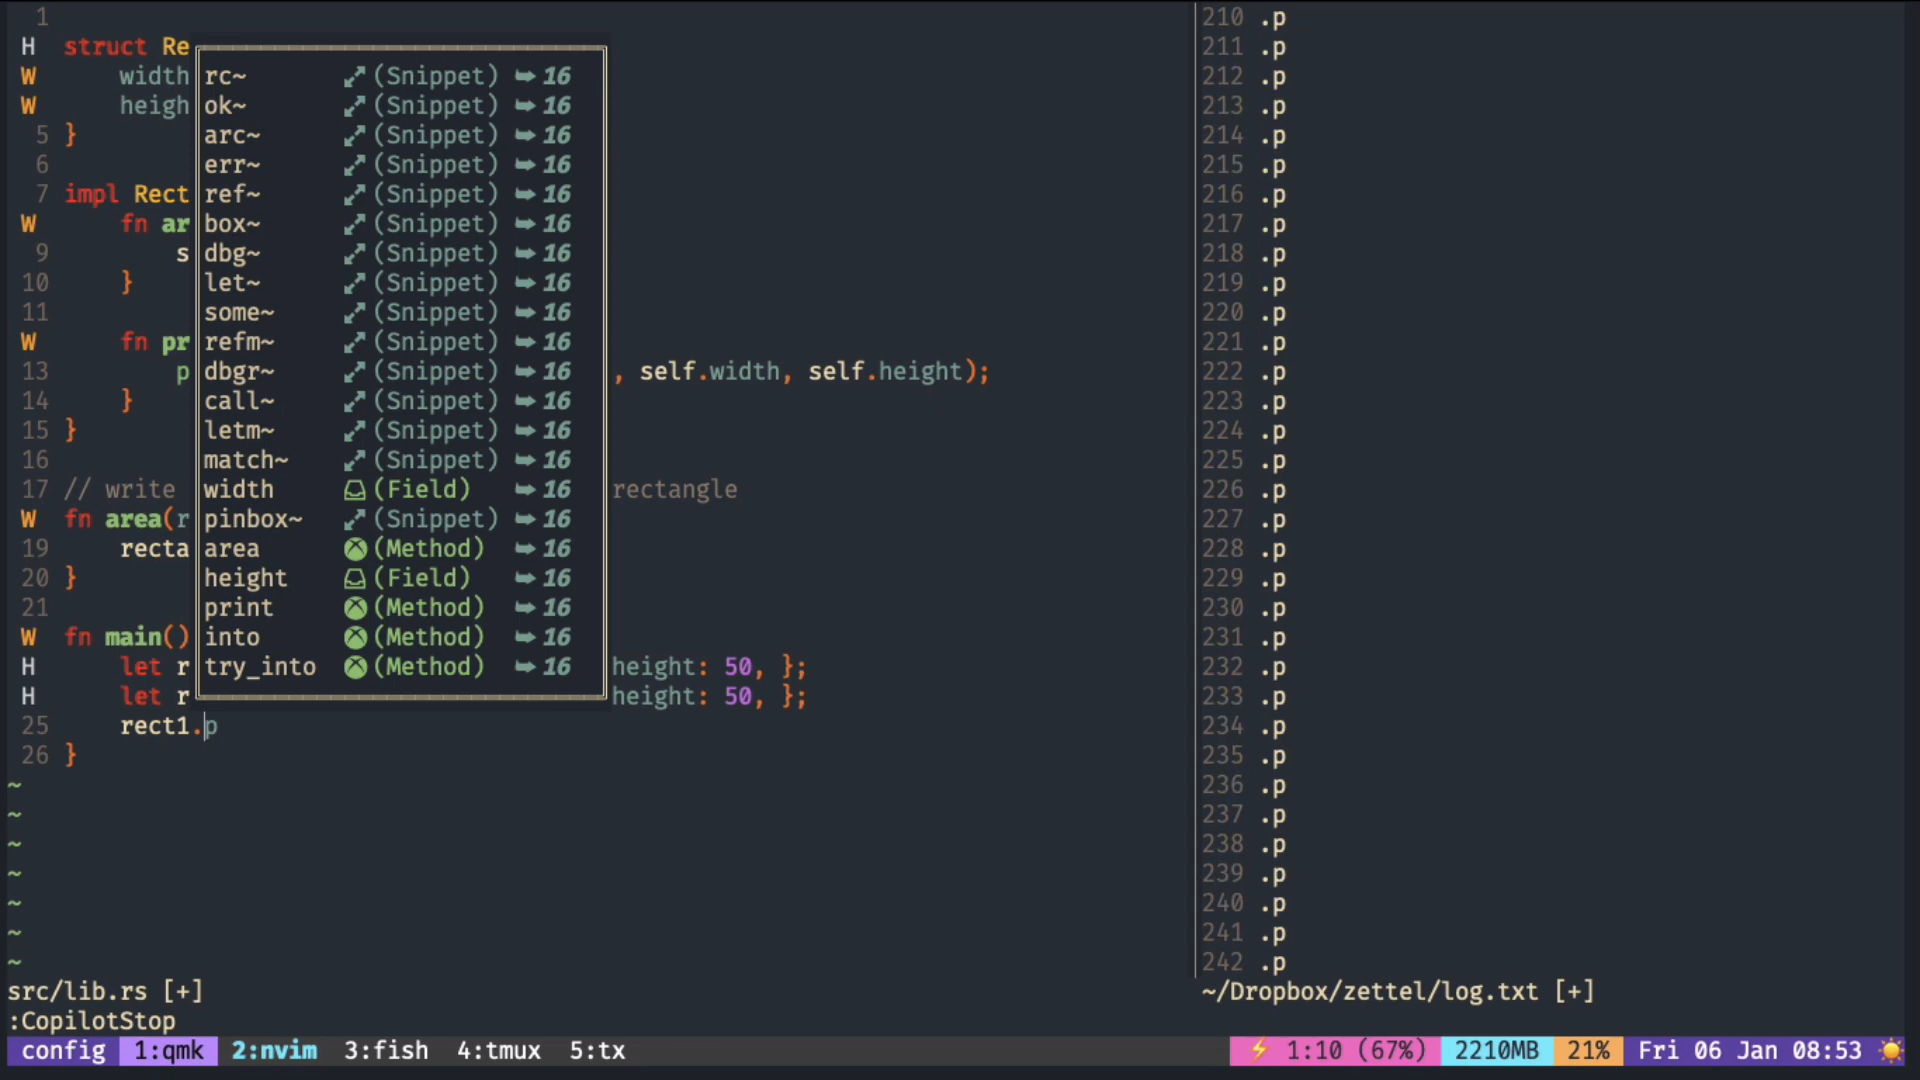 1
H struct Re
W width rc~ (Snippet) 16
W heigh ok~ (Snippet) 16
5 } arc~ (Snippet) 16
6 err~ (Snippet) 16
7 impl Rect ref~ (Snippet) 16
W fn ar box~ (Snippet) 16
9 s dbg~ (Snippet) 16
10 } let~ (Snippet) 16
11 some~ (Snippet) 16
W fn pr refm~ (Snippet) 16
13 p dbgr~ (Snippet) 16 , self.width, self.height);
14 } call~ (Snippet) 16
15 } letm~ (Snippet) 16
16 match~ (Snippet) 16
17 // write width (Field) 16 rectangle
W fn area(r pinbox~ (Snippet) 16
19 recta area (Method) 16
20 } height (Field) 16
21 print (Method) 16
W fn main() into (Method) 16
H let r try_into (Method) 16 height: 50, };
H let r height: 50, };
25 rect1.p
26 }
~
~
~
~
~
~
~
src/lib.rs [+]
210 .p
211 .p
212 .p
213 .p
214 .p
215 .p
216 .p
217 .p
218 .p
219 .p
220 .p
221 .p
222 .p
223 .p
224 .p
225 .p
226 .p
227 .p
228 .p
229 .p
230 .p
231 .p
232 .p
233 .p
234 .p
235 .p
236 .p
237 .p
238 .p
239 .p
240 .p
241 .p
242 .p
~/Dropbox/zettel/log.txt [+]
:CopilotStop
config 1:qmk 2:nvim 3:fish 4:tmux 5:tx ⚡ 1:10 (67%) 2210MB 21% Fri 06 Jan 08:53 ☀